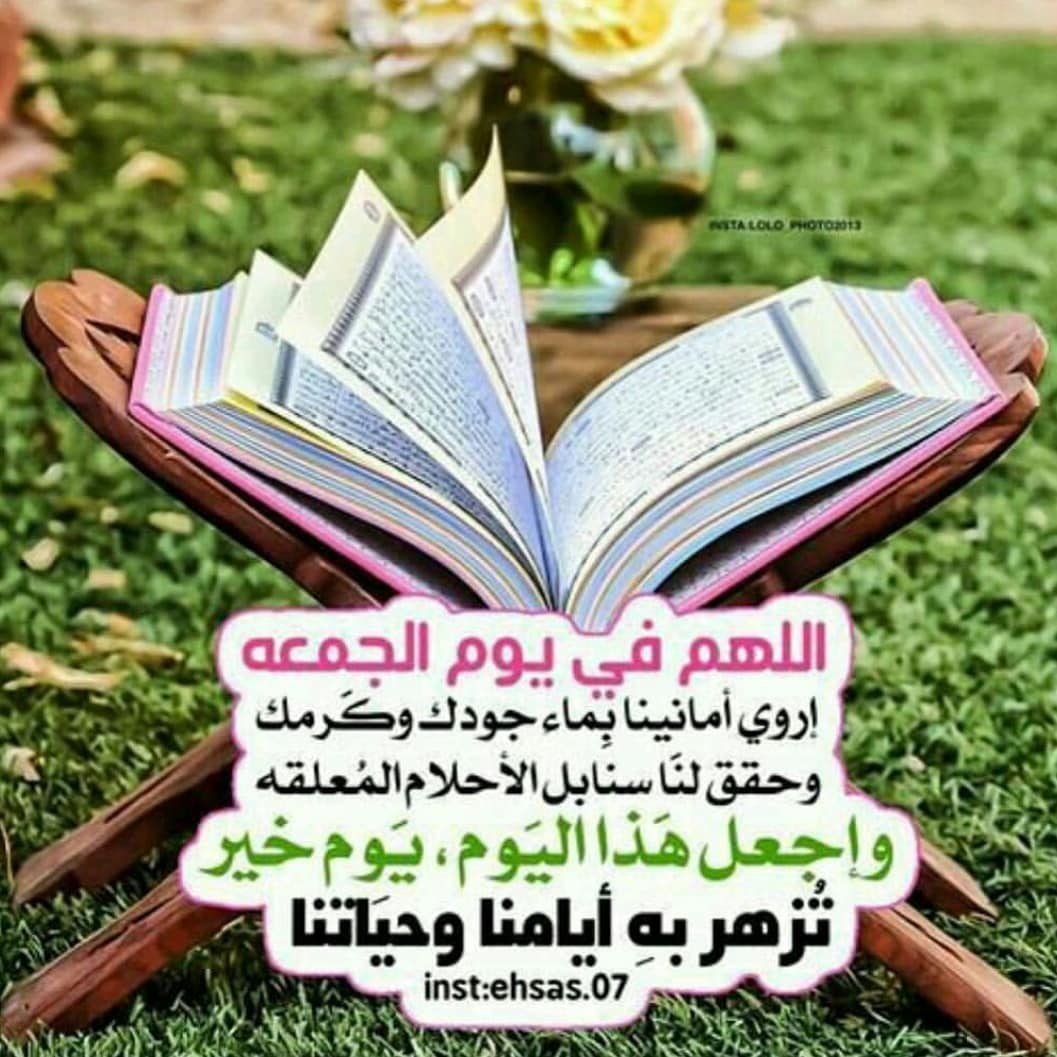 INSTA:LOLO_PHOTO2013
اللهم في يوم الجمعه
إروي أمانينا بِماء جودك وكَرمك
وحقق لنَا سنابل الأحلام المُعلقه
وإجعل هَذا اليَوم، يَوم خير
تُزهر بهِ أيامنا وحيَاتنا
inst:ehsas.07